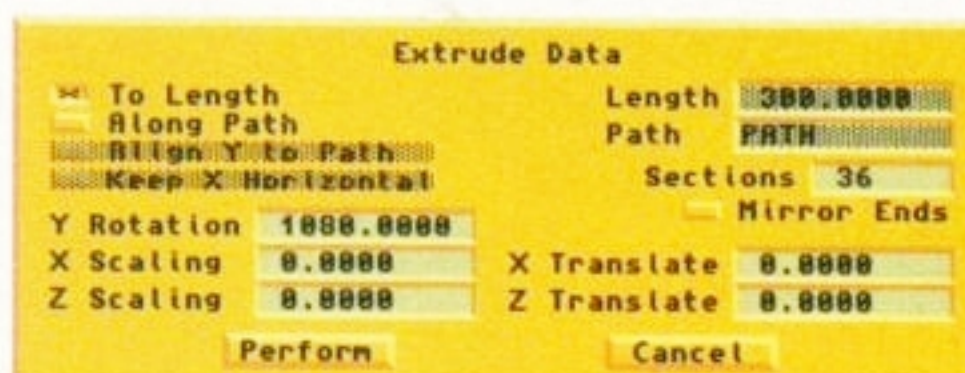 Extrude Data
To Length
Length 300.0000
Along Path
Path PATH
Align Y to Path
Keep X Horizontal
Sections 36
Mirror Ends
Y Rotation 1080.0000
X Scaling 0.0000
X Translate 0.0000
Z Scaling 0.0000
Z Translate 0.0000
Perform
Cancel